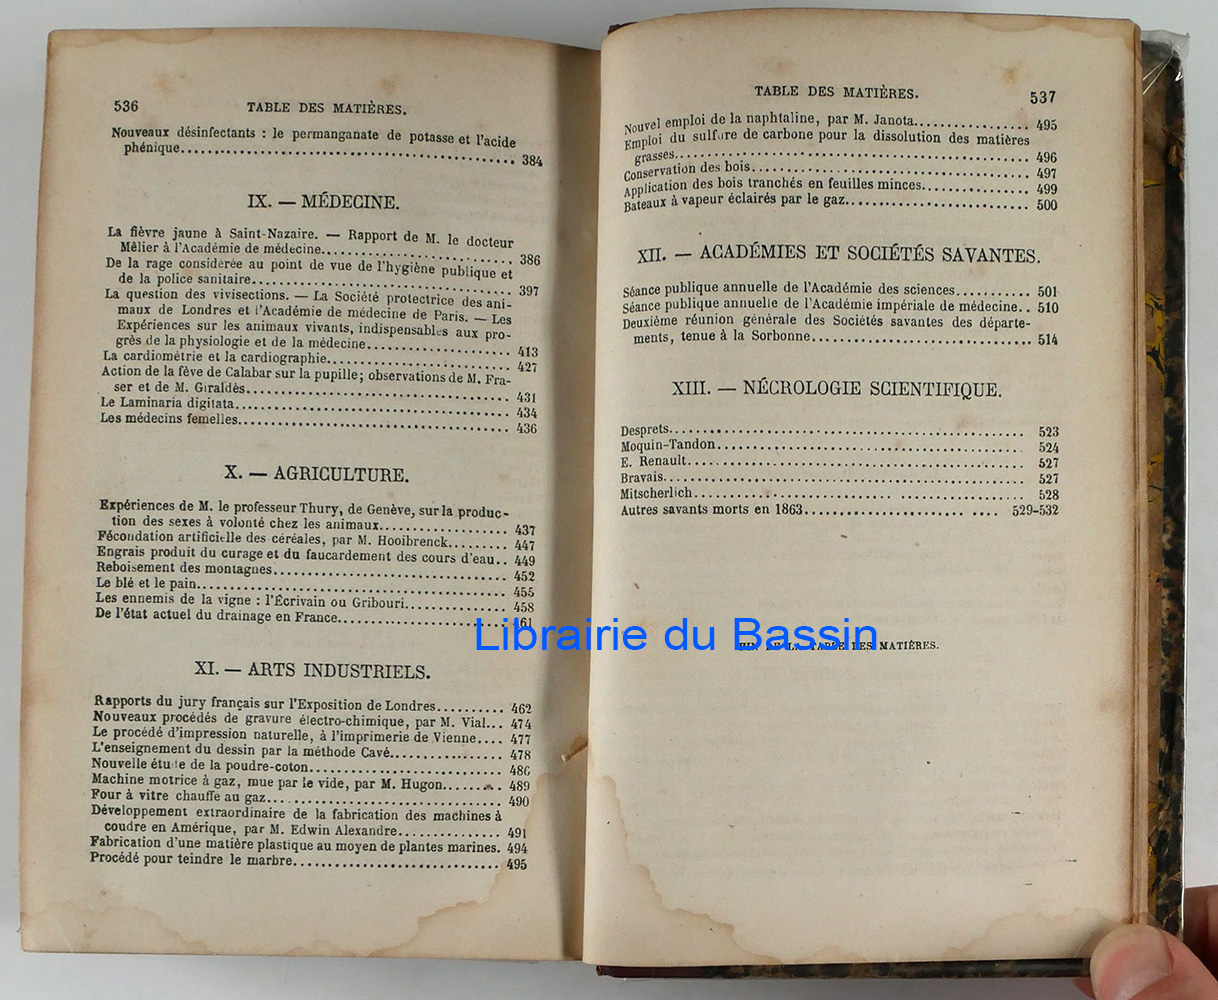 536 TABLE DES MATIÈRES.
Nouveaux désinfectants : le permanganate de potasse et l'acide
phénique.................................................. 384
IX. — MÉDECINE.
La fièvre jaune à Saint-Nazaire. — Rapport de M. le docteur
Mêlier à l'Académie de médecine............................ 386
De la rage considérée au point de vue de l'hygiène publique et
de la police sanitaire..................................... 397
La question des vivisections. — La Société protectrice des ani-
maux de Londres et l'Académie de médecine de Paris. — Les
Expériences sur les animaux vivants, indispensables aux pro-
grès de la physiologie et de la médecine................... 413
La cardiométrie et la cardiographie........................ 427
Action de la fève de Calabar sur la pupille; observations de M. Fra-
ser et de M. Giraldès...................................... 431
Le Laminaria digitata...................................... 434
Les médecins femelles...................................... 436
X. — AGRICULTURE.
Expériences de M. le professeur Thury, de Genève, sur la produc-
tion des sexes à volonté chez les animaux.................. 437
Fécondation artificielle des céréales, par M. Hooibrenck........ 447
Engrais produit du curage et du faucardement des cours d'eau.. 449
Reboisement des montagnes.................................. 452
Le blé et le pain.......................................... 455
Les ennemis de la vigne : l'Écrivain ou Gribouri............... 458
De l'état actuel du drainage en France..................... 461
XI. — ARTS INDUSTRIELS.
Rapports du jury français sur l'Exposition de Londres.......... 462
Nouveaux procédés de gravure électro-chimique, par M. Vial... 474
Le procédé d'impression naturelle, à l'imprimerie de Vienne.... 477
L'enseignement du dessin par la méthode Cavé................ 478
Nouvelle étude de la poudre-coton.......................... 486
Machine motrice à gaz, mue par le vide, par M. Hugon......... 489
Four à vitre chauffé au gaz................................ 490
Développement extraordinaire de la fabrication des machines à
coudre en Amérique, par M. Edwin Alexandre............... 491
Fabrication d'une matière plastique au moyen de plantes marines. 494
Procédé pour teindre le marbre............................. 495
TABLE DES MATIÈRES. 537
Nouvel emploi de la naphtaline, par M. Janota................ 495
Emploi du sulfure de carbone pour la dissolution des matières
grasses.................................................... 496
Conservation des bois...................................... 497
Application des bois tranchés en feuilles minces............... 499
Bateaux à vapeur éclairés par le gaz......................... 500
XII. — ACADÉMIES ET SOCIÉTÉS SAVANTES.
Séance publique annuelle de l'Académie des sciences........... 501
Séance publique annuelle de l'Académie impériale de médecine.. 510
Deuxième réunion générale des Sociétés savantes des départe-
ments, tenue à la Sorbonne................................. 514
XIII. — NÉCROLOGIE SCIENTIFIQUE.
Desprets................................................... 523
Moquin-Tandon.............................................. 524
E. Renault................................................. 527
Bravais.................................................... 527
Mitscherlich............................................... 528
Autres savants morts en 1863........................ .... 529-532
Librairie du Bassin
FIN DE LA TABLE DES MATIÈRES.